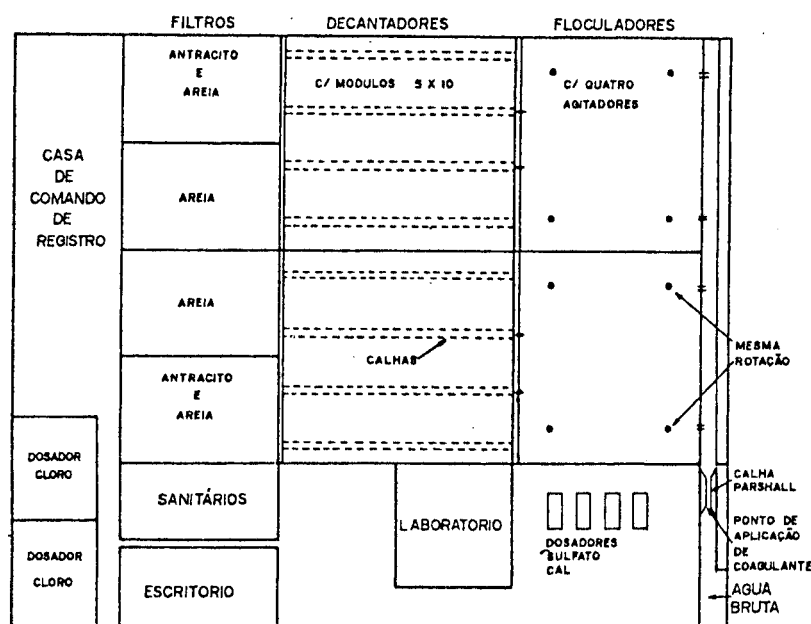 FILTROS
DECANTADORES
FLOCULADORES
ANTRACITO
E
AREIA
C/ MODULOS 5 X 10
C/ QUATRO
AGITADORES
CASA
DE
COMANDO
DE
REGISTRO
AREIA
AREIA
CALHAS
MESMA
ROTAÇÃO
ANTRACITO
E
AREIA
DOSADOR
CLORO
SANITÁRIOS
LABORATORIO
DOSADORES
SULFATO
CAL
CALHA
PARSHALL
PONTO DE
APLICAÇÃO
DE
COAGULANTE
DOSADOR
CLORO
ESCRITORIO
AGUA
BRUTA